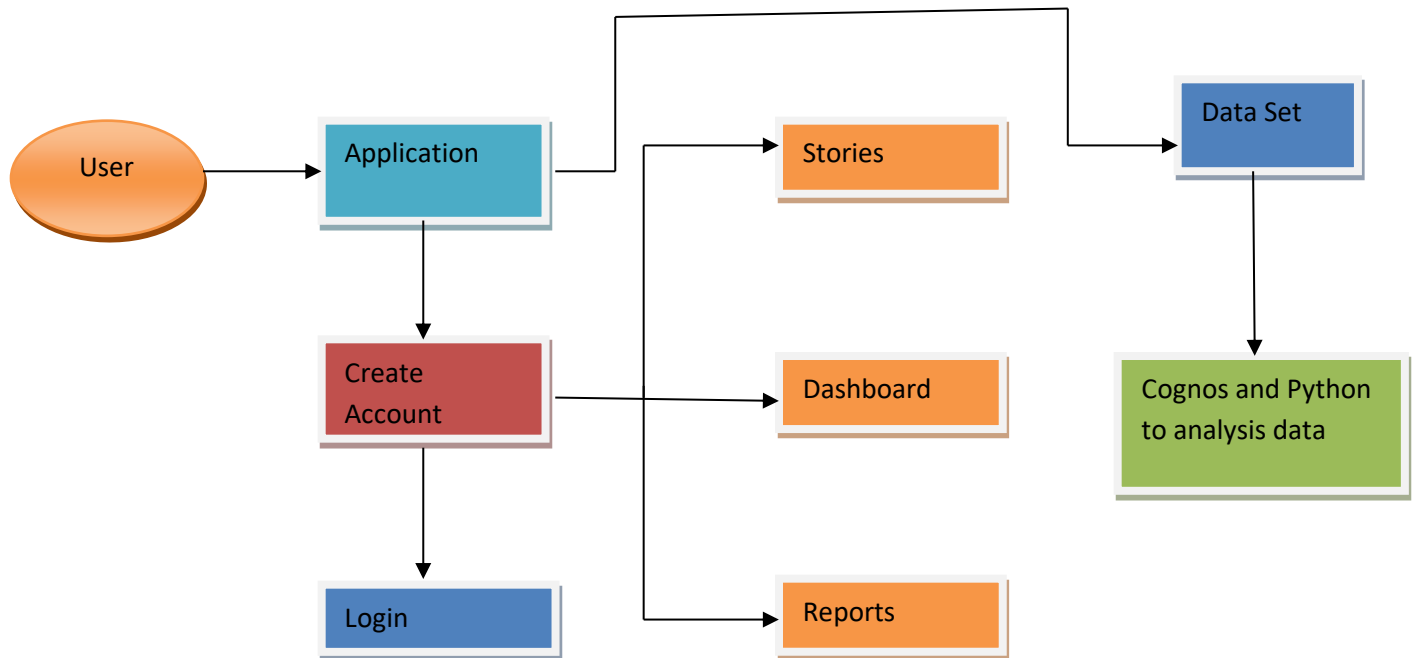 User
Application
Stories
Data Set
Create
Account
Dashboard
Cognos and Python
to analysis data
Login
Reports